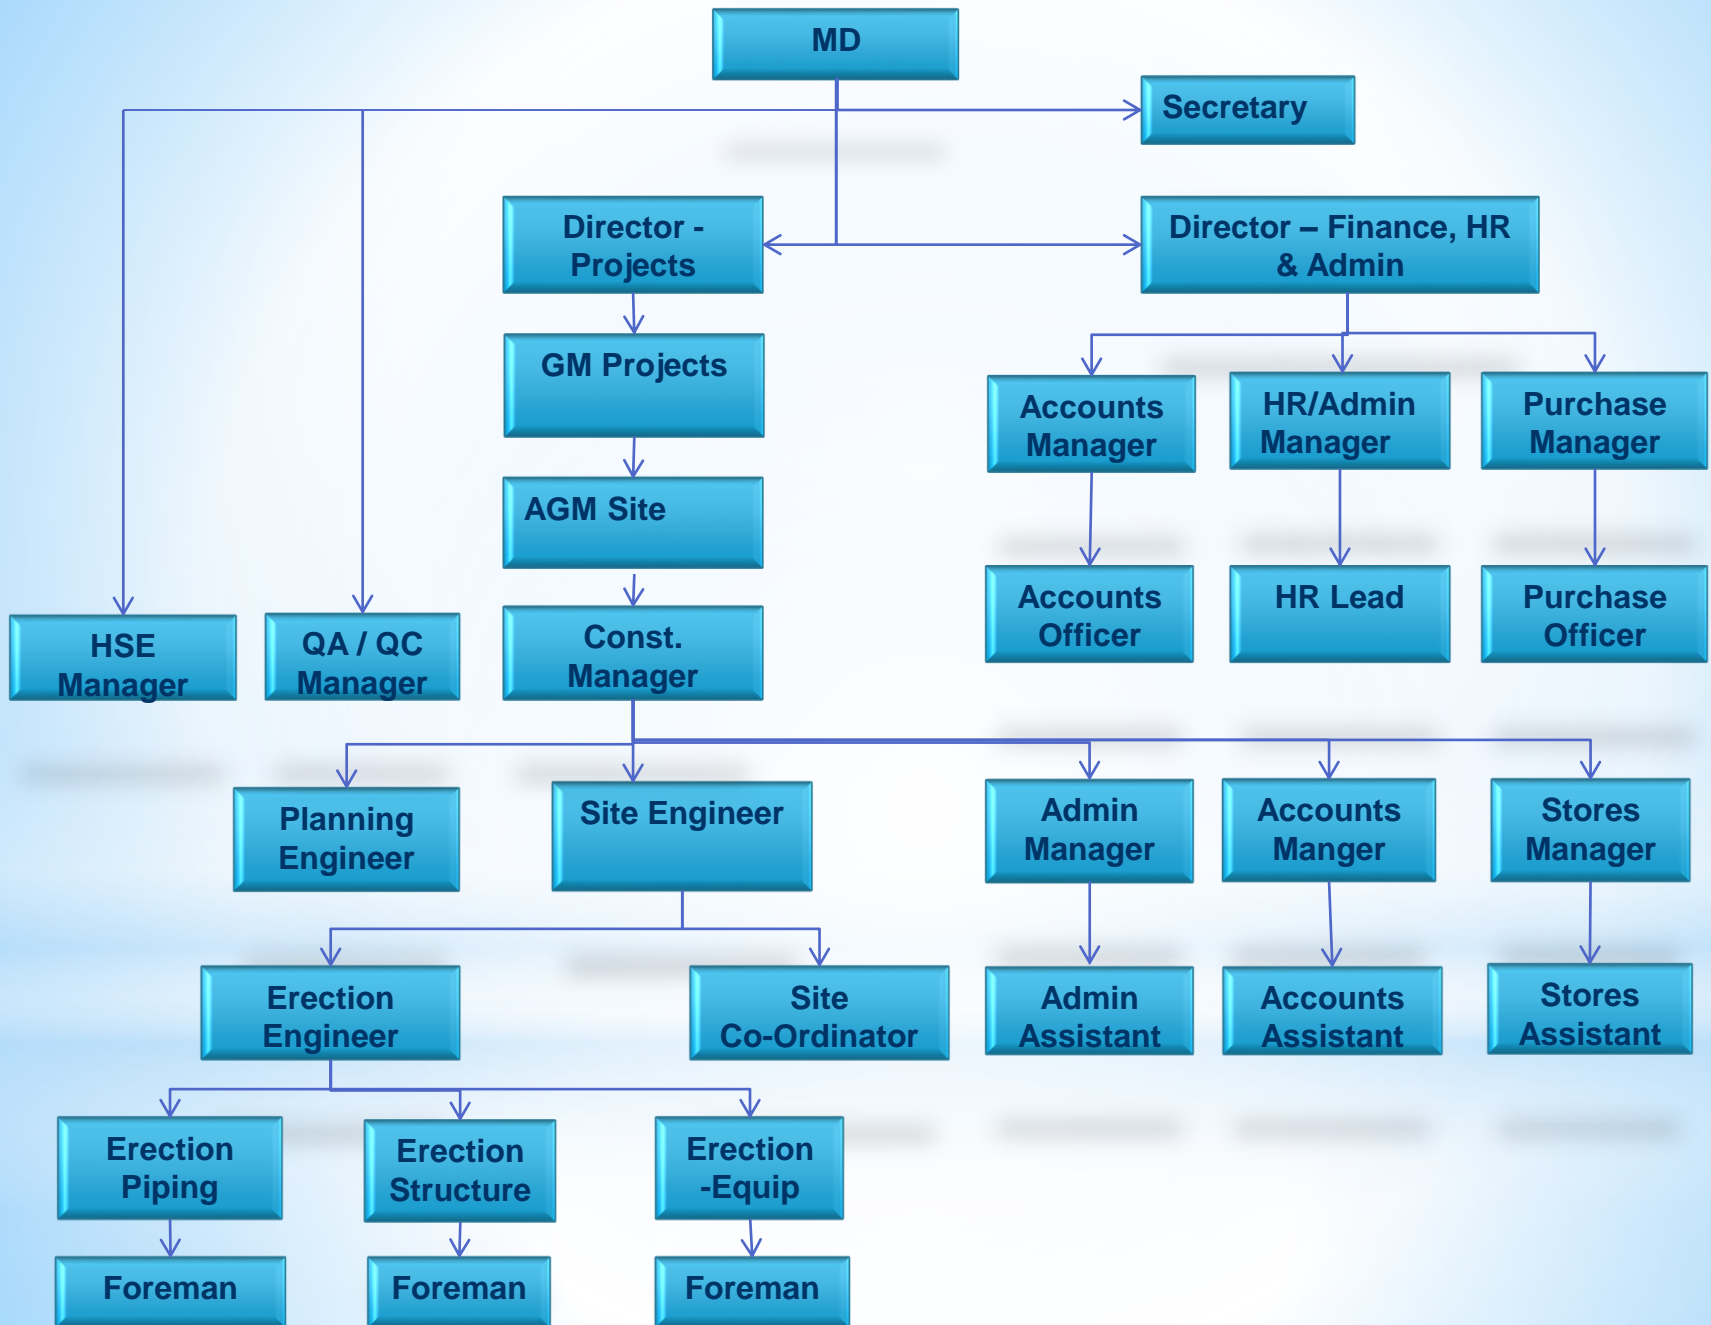 MD
Secretary
Director -
Projects
Director – Finance, HR
& Admin
GM Projects
Accounts
Manager
HR/Admin
Manager
Purchase
Manager
AGM Site
Accounts
Officer
HR Lead
Purchase
Officer
HSE
Manager
QA / QC
Manager
Const.
Manager
Planning
Engineer
Site Engineer
Admin
Manager
Accounts
Manger
Stores
Manager
Erection
Engineer
Site
Co-Ordinator
Admin
Assistant
Accounts
Assistant
Stores
Assistant
Erection
Piping
Erection
Structure
Erection
-Equip
Foreman
Foreman
Foreman